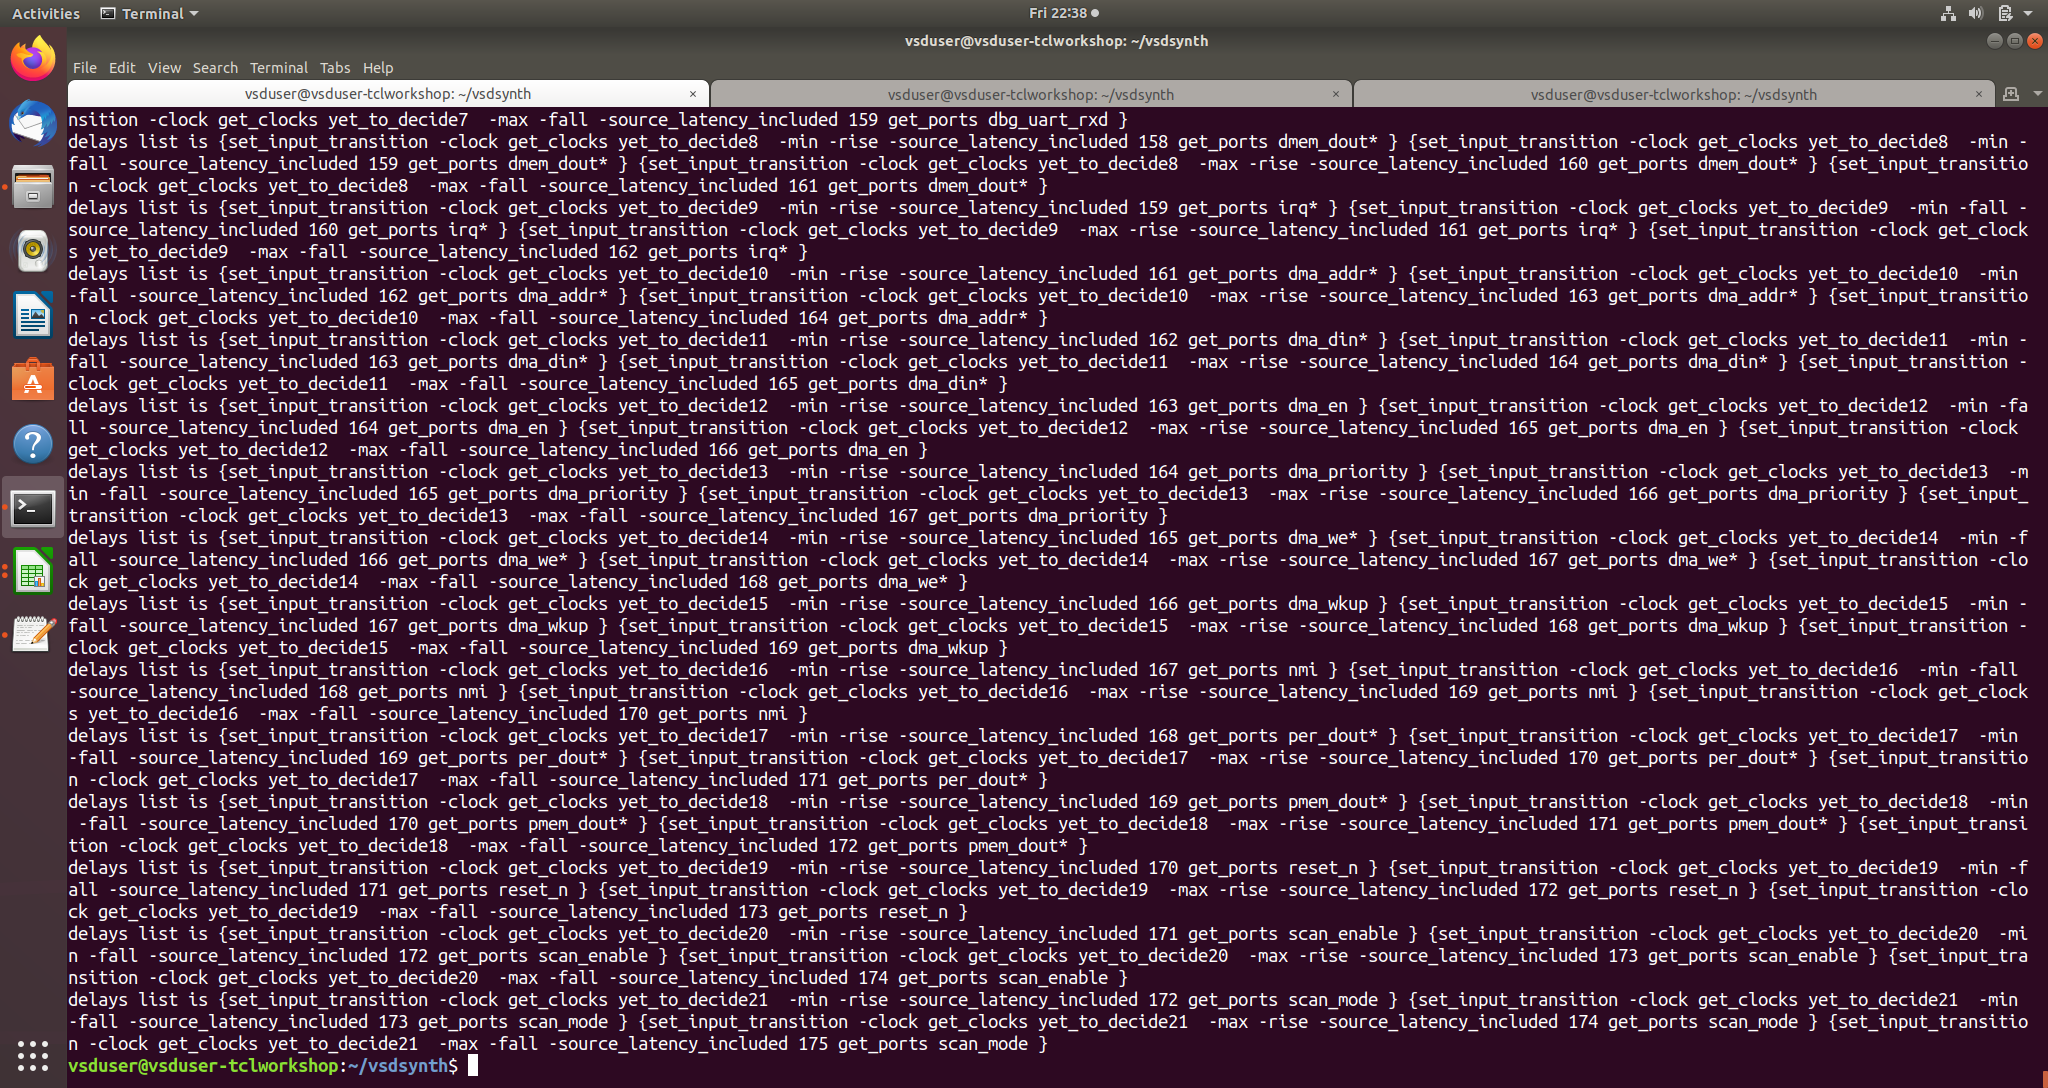 Activities
Terminal
Fri 22:38
vsduser@vsduser-tclworkshop: ~/vsdsynth
File Edit View Search Terminal Tabs Help
vsduser@vsduser-tclworkshop: ~/vsdsynth × vsduser@vsduser-tclworkshop: ~/vsdsynth × vsduser@vsduser-tclworkshop: ~/vsdsynth ×
nsition -clock get_clocks yet_to_decide7  -max -fall -source_latency_included 159 get_ports dbg_uart_rxd }
delays list is {set_input_transition -clock get_clocks yet_to_decide8  -min -rise -source_latency_included 158 get_ports dmem_dout* } {set_input_transition -clock get_clocks yet_to_decide8  -min -
fall -source_latency_included 159 get_ports dmem_dout* } {set_input_transition -clock get_clocks yet_to_decide8  -max -rise -source_latency_included 160 get_ports dmem_dout* } {set_input_transitio
n -clock get_clocks yet_to_decide8  -max -fall -source_latency_included 161 get_ports dmem_dout* }
delays list is {set_input_transition -clock get_clocks yet_to_decide9  -min -rise -source_latency_included 159 get_ports irq* } {set_input_transition -clock get_clocks yet_to_decide9  -min -fall -
source_latency_included 160 get_ports irq* } {set_input_transition -clock get_clocks yet_to_decide9  -max -rise -source_latency_included 161 get_ports irq* } {set_input_transition -clock get_clock
s yet_to_decide9  -max -fall -source_latency_included 162 get_ports irq* }
delays list is {set_input_transition -clock get_clocks yet_to_decide10  -min -rise -source_latency_included 161 get_ports dma_addr* } {set_input_transition -clock get_clocks yet_to_decide10  -min
-fall -source_latency_included 162 get_ports dma_addr* } {set_input_transition -clock get_clocks yet_to_decide10  -max -rise -source_latency_included 163 get_ports dma_addr* } {set_input_transitio
n -clock get_clocks yet_to_decide10  -max -fall -source_latency_included 164 get_ports dma_addr* }
delays list is {set_input_transition -clock get_clocks yet_to_decide11  -min -rise -source_latency_included 162 get_ports dma_din* } {set_input_transition -clock get_clocks yet_to_decide11  -min -
fall -source_latency_included 163 get_ports dma_din* } {set_input_transition -clock get_clocks yet_to_decide11  -max -rise -source_latency_included 164 get_ports dma_din* } {set_input_transition -
clock get_clocks yet_to_decide11  -max -fall -source_latency_included 165 get_ports dma_din* }
delays list is {set_input_transition -clock get_clocks yet_to_decide12  -min -rise -source_latency_included 163 get_ports dma_en } {set_input_transition -clock get_clocks yet_to_decide12  -min -fa
ll -source_latency_included 164 get_ports dma_en } {set_input_transition -clock get_clocks yet_to_decide12  -max -rise -source_latency_included 165 get_ports dma_en } {set_input_transition -clock
get_clocks yet_to_decide12  -max -fall -source_latency_included 166 get_ports dma_en }
delays list is {set_input_transition -clock get_clocks yet_to_decide13  -min -rise -source_latency_included 164 get_ports dma_priority } {set_input_transition -clock get_clocks yet_to_decide13  -m
in -fall -source_latency_included 165 get_ports dma_priority } {set_input_transition -clock get_clocks yet_to_decide13  -max -rise -source_latency_included 166 get_ports dma_priority } {set_input_
transition -clock get_clocks yet_to_decide13  -max -fall -source_latency_included 167 get_ports dma_priority }
delays list is {set_input_transition -clock get_clocks yet_to_decide14  -min -rise -source_latency_included 165 get_ports dma_we* } {set_input_transition -clock get_clocks yet_to_decide14  -min -f
all -source_latency_included 166 get_ports dma_we* } {set_input_transition -clock get_clocks yet_to_decide14  -max -rise -source_latency_included 167 get_ports dma_we* } {set_input_transition -clo
ck get_clocks yet_to_decide14  -max -fall -source_latency_included 168 get_ports dma_we* }
delays list is {set_input_transition -clock get_clocks yet_to_decide15  -min -rise -source_latency_included 166 get_ports dma_wkup } {set_input_transition -clock get_clocks yet_to_decide15  -min -
fall -source_latency_included 167 get_ports dma_wkup } {set_input_transition -clock get_clocks yet_to_decide15  -max -rise -source_latency_included 168 get_ports dma_wkup } {set_input_transition -
clock get_clocks yet_to_decide15  -max -fall -source_latency_included 169 get_ports dma_wkup }
delays list is {set_input_transition -clock get_clocks yet_to_decide16  -min -rise -source_latency_included 167 get_ports nmi } {set_input_transition -clock get_clocks yet_to_decide16  -min -fall
-source_latency_included 168 get_ports nmi } {set_input_transition -clock get_clocks yet_to_decide16  -max -rise -source_latency_included 169 get_ports nmi } {set_input_transition -clock get_clock
s yet_to_decide16  -max -fall -source_latency_included 170 get_ports nmi }
delays list is {set_input_transition -clock get_clocks yet_to_decide17  -min -rise -source_latency_included 168 get_ports per_dout* } {set_input_transition -clock get_clocks yet_to_decide17  -min
-fall -source_latency_included 169 get_ports per_dout* } {set_input_transition -clock get_clocks yet_to_decide17  -max -rise -source_latency_included 170 get_ports per_dout* } {set_input_transitio
n -clock get_clocks yet_to_decide17  -max -fall -source_latency_included 171 get_ports per_dout* }
delays list is {set_input_transition -clock get_clocks yet_to_decide18  -min -rise -source_latency_included 169 get_ports pmem_dout* } {set_input_transition -clock get_clocks yet_to_decide18  -min
 -fall -source_latency_included 170 get_ports pmem_dout* } {set_input_transition -clock get_clocks yet_to_decide18  -max -rise -source_latency_included 171 get_ports pmem_dout* } {set_input_transi
tion -clock get_clocks yet_to_decide18  -max -fall -source_latency_included 172 get_ports pmem_dout* }
delays list is {set_input_transition -clock get_clocks yet_to_decide19  -min -rise -source_latency_included 170 get_ports reset_n } {set_input_transition -clock get_clocks yet_to_decide19  -min -f
all -source_latency_included 171 get_ports reset_n } {set_input_transition -clock get_clocks yet_to_decide19  -max -rise -source_latency_included 172 get_ports reset_n } {set_input_transition -clo
ck get_clocks yet_to_decide19  -max -fall -source_latency_included 173 get_ports reset_n }
delays list is {set_input_transition -clock get_clocks yet_to_decide20  -min -rise -source_latency_included 171 get_ports scan_enable } {set_input_transition -clock get_clocks yet_to_decide20  -mi
n -fall -source_latency_included 172 get_ports scan_enable } {set_input_transition -clock get_clocks yet_to_decide20  -max -rise -source_latency_included 173 get_ports scan_enable } {set_input_tra
nsition -clock get_clocks yet_to_decide20  -max -fall -source_latency_included 174 get_ports scan_enable }
delays list is {set_input_transition -clock get_clocks yet_to_decide21  -min -rise -source_latency_included 172 get_ports scan_mode } {set_input_transition -clock get_clocks yet_to_decide21  -min
-fall -source_latency_included 173 get_ports scan_mode } {set_input_transition -clock get_clocks yet_to_decide21  -max -rise -source_latency_included 174 get_ports scan_mode } {set_input_transitio
n -clock get_clocks yet_to_decide21  -max -fall -source_latency_included 175 get_ports scan_mode }
vsduser@vsduser-tclworkshop:~/vsdsynth$